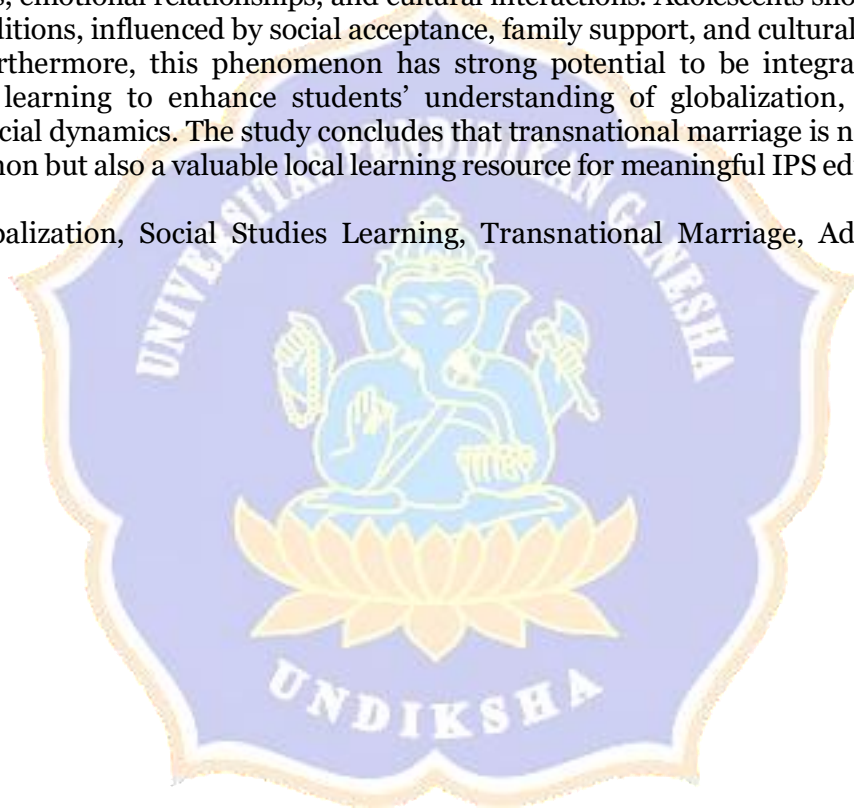 s, emotional relationships, and cultural interactions. Adolescents sho
ditions, influenced by social acceptance, family support, and cultural
rthermore, this phenomenon has strong potential to be integra
learning to enhance students’ understanding of globalization,
cial dynamics. The study concludes that transnational marriage is n
non but also a valuable local learning resource for meaningful IPS ed
balization, Social Studies Learning, Transnational Marriage, Ad
UNIVERSITAS PENDIDIKAN GANESHA
UNDIKSHA